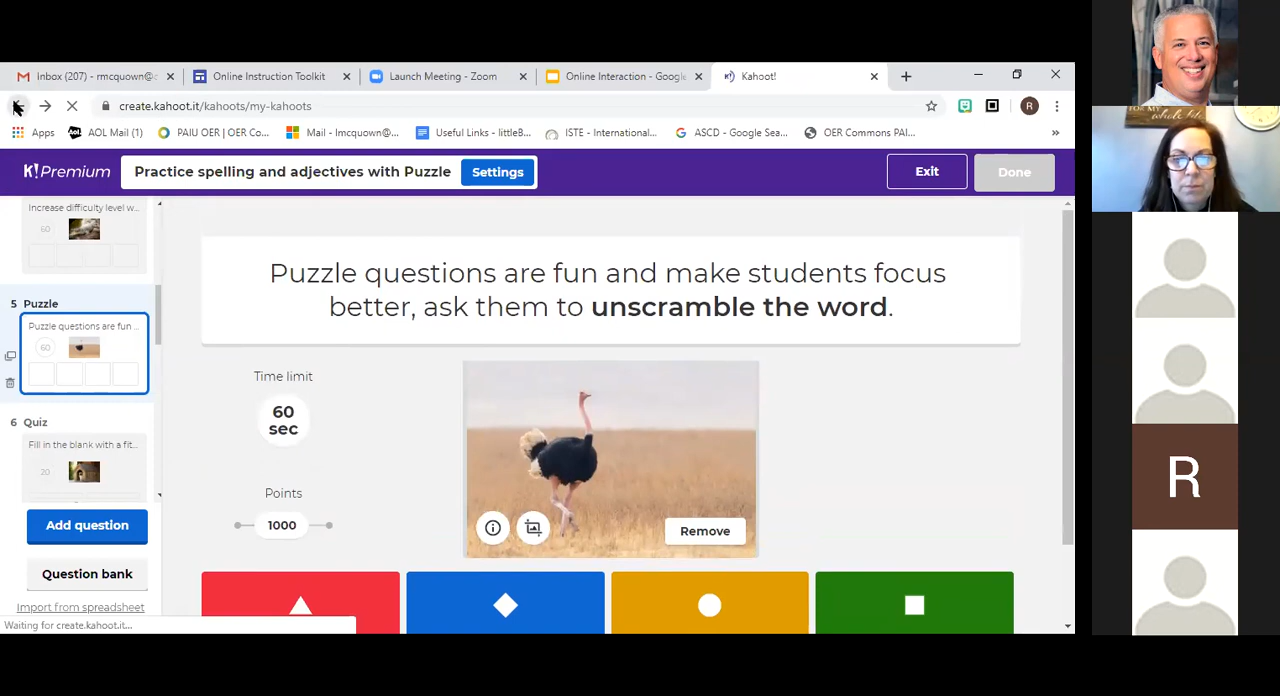 Inbox (207) - rmcquown@c
Online Instruction Toolkit
Launch Meeting - Zoom
Online Interaction - Google
Kahoot!
create.kahoot.it/kahoots/my-kahoots
R
Apps
AOL Mail (1)
PAIU OER | OER Co...
Mail - lmcquown@...
Useful Links - littleB...
ISTE - Internationa...
ASCD - Google Sea...
OER Commons PAI...
K!Premium
Practice spelling and adjectives with Puzzle
Settings
Exit
Done
Increase difficulty level w...
60
5 Puzzle
Puzzle questions are fun ...
60
6 Quiz
Fill in the blank with a fit...
20
Add question
Question bank
Import from spreadsheet
Waiting for create.kahoot.it...
Puzzle questions are fun and make students focus
better, ask them to unscramble the word.
Time limit
60
sec
Points
1000
Remove
whole life
R